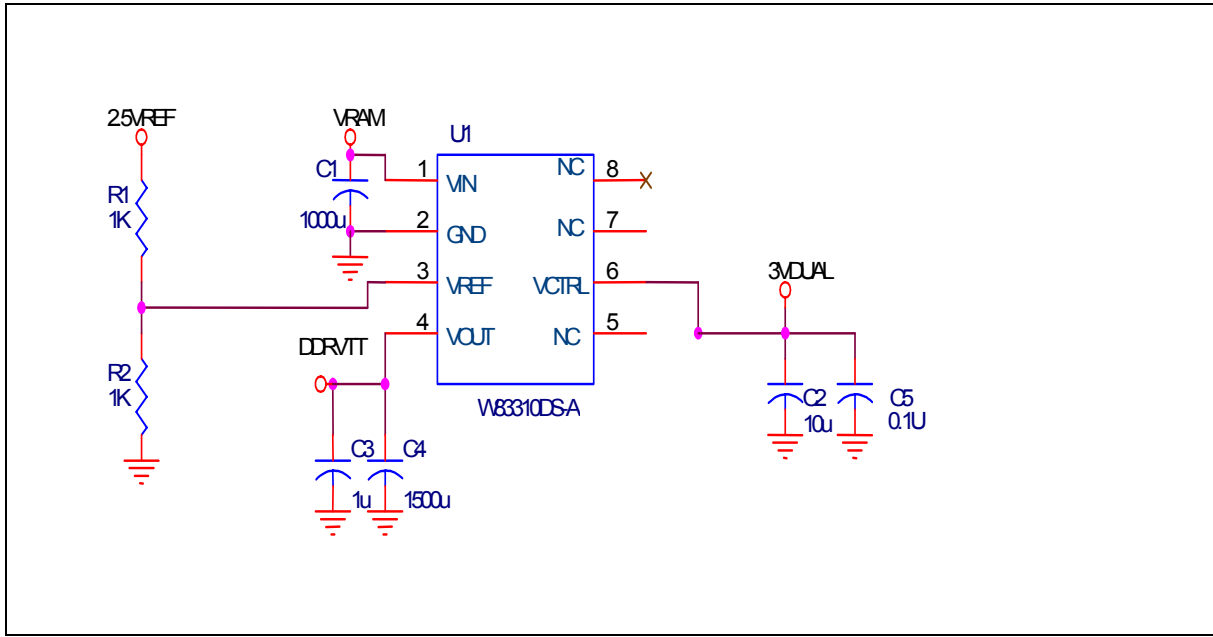 2.5VREF
VRAM
U1
R1
1K
C1
1000u
1
VIN
NC
8
2
GND
NC
7
3
VREF
VCTRL
6
3VDUAL
4
VOUT
NC
5
DDRVTT
R2
1K
W83310DS-A
C2
10u
C5
0.1U
C3
1u
C4
1500u